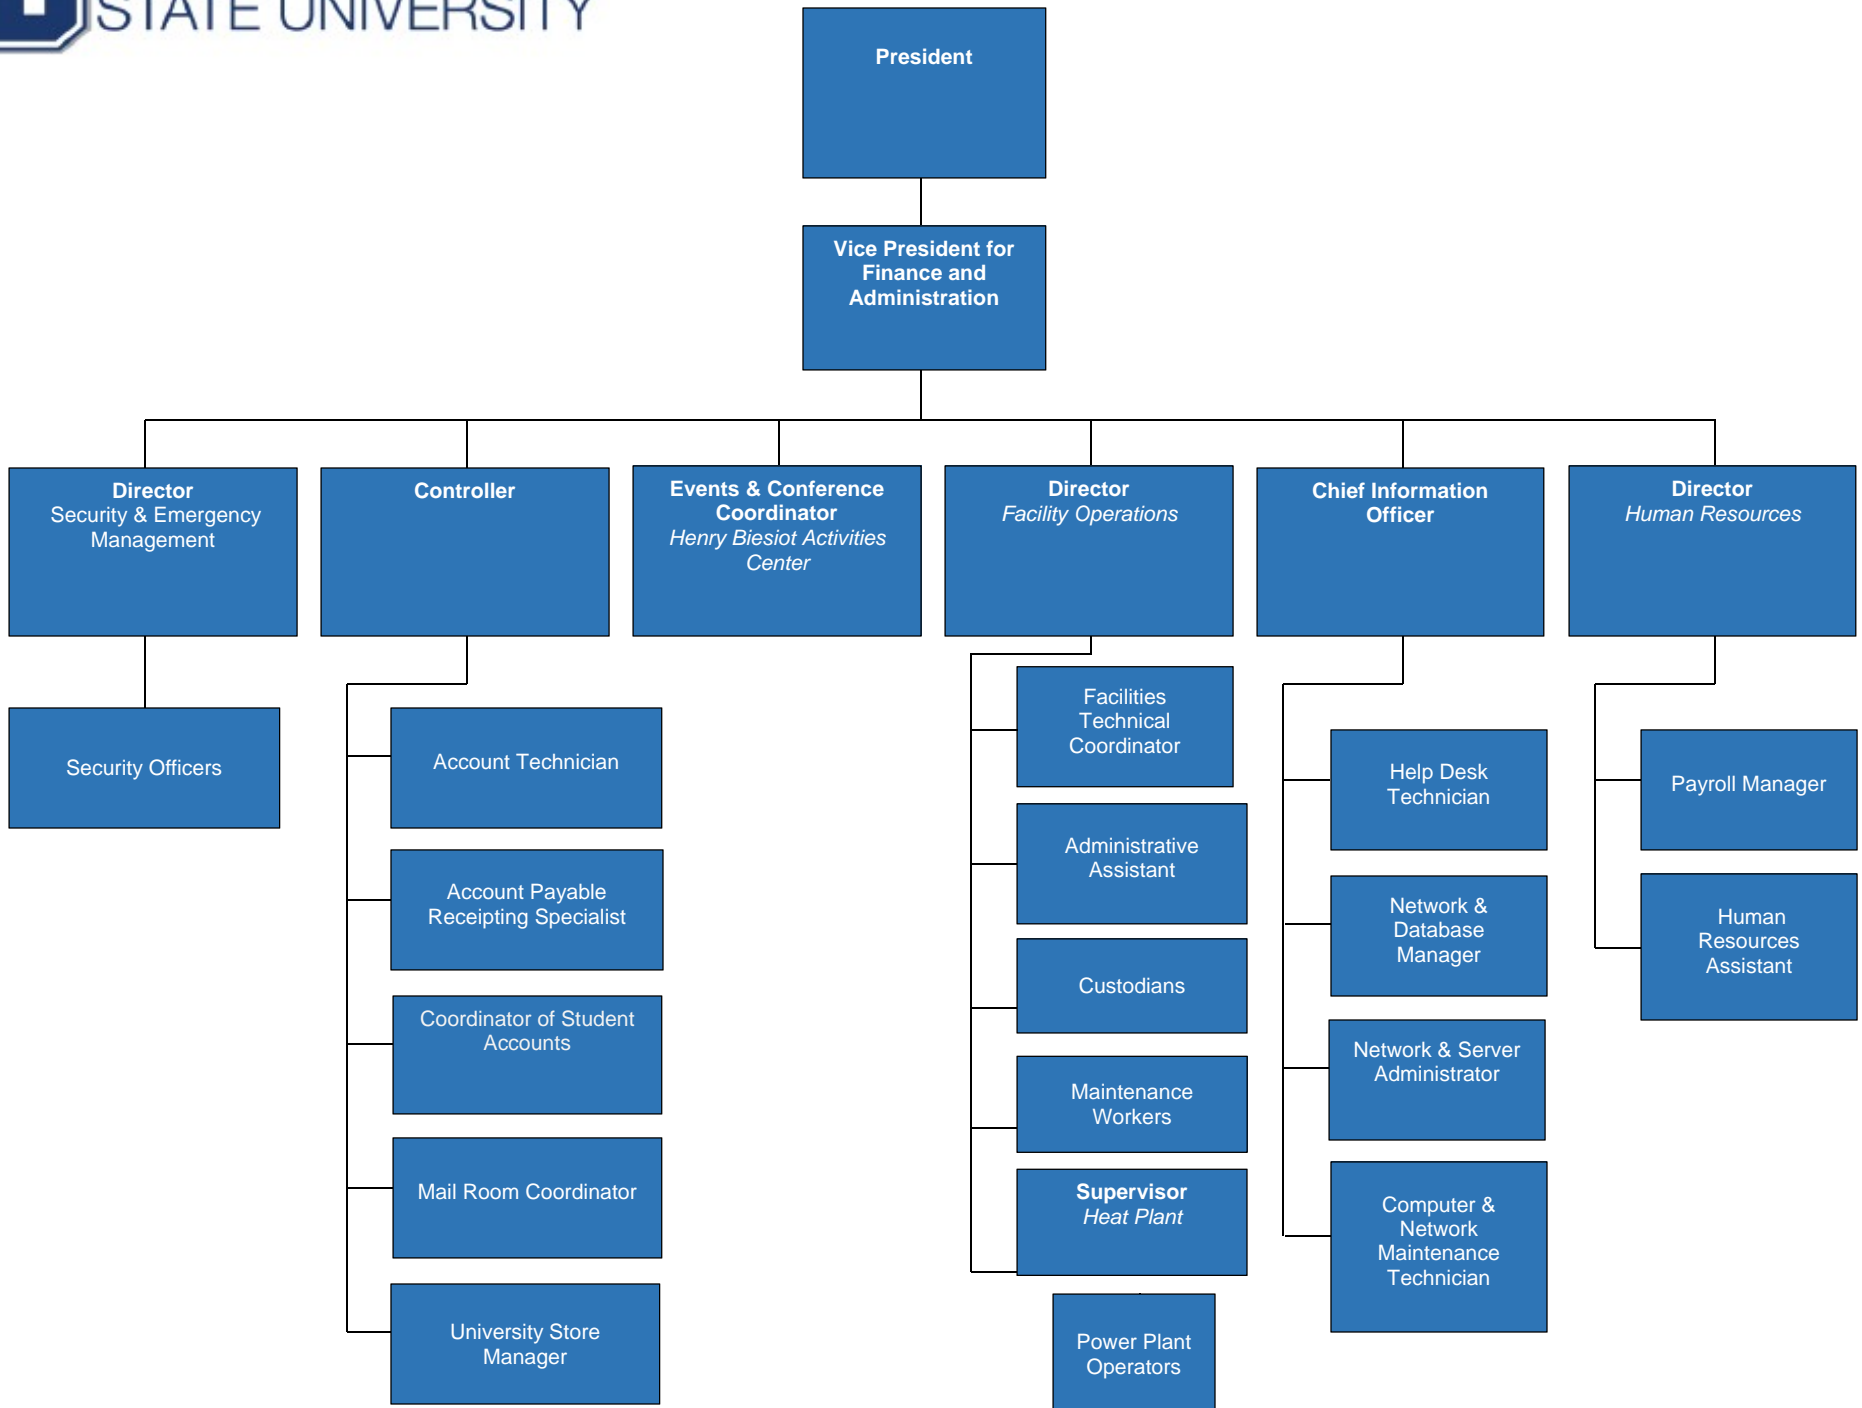 STATE UNIVERSITY
President
Vice President for
Finance and
Administration
Director
Security & Emergency
Management
Controller
Events & Conference
Coordinator
Henry Biesiot Activities
Center
Director
Facility Operations
Chief Information
Officer
Director
Human Resources
Security Officers
Account Technician
Account Payable
Receipting Specialist
Coordinator of Student
Accounts
Mail Room Coordinator
University Store
Manager
Facilities
Technical
Coordinator
Administrative
Assistant
Custodians
Maintenance
Workers
Supervisor
Heat Plant
Power Plant
Operators
Help Desk
Technician
Network &
Database
Manager
Network & Server
Administrator
Computer &
Network
Maintenance
Technician
Payroll Manager
Human
Resources
Assistant